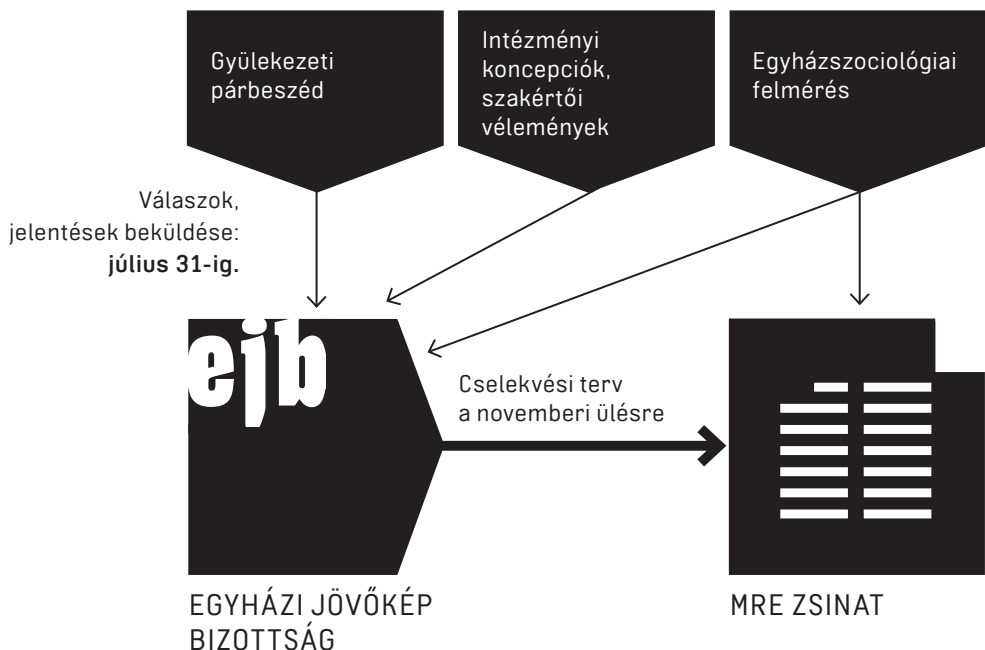 Gyülekezeti
párbeszéd
Intézményi
koncepciók,
szakértői
vélemények
Egyházszociológiai
felmérés
Válaszok,
jelentések beküldése:
július 31-ig.
ejb
Cselekvési terv
a novemberi ülésre
EGYHÁZI JÖVŐKÉP
BIZOTTSÁG
MRE ZSINAT